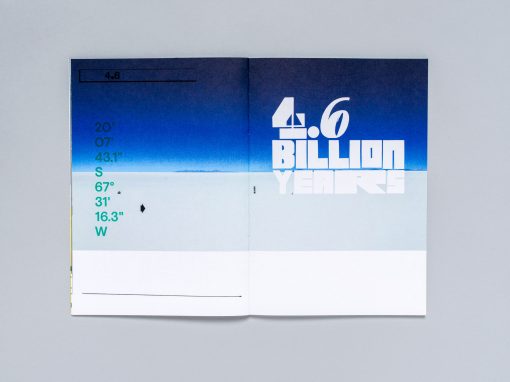 4.6
20°
07'
43.1"
S
67°
31'
16.3"
W
4.6
BILLION
YEARS